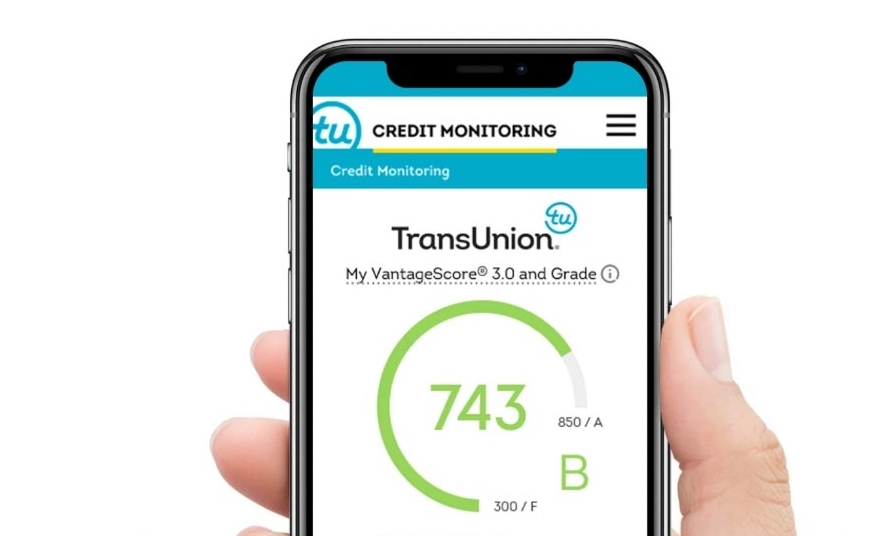 tu CREDIT MONITORING
Credit Monitoring
tu
TransUnion®
My VantageScore® 3.0 and Grade i
743
850 / A
B
300 / F